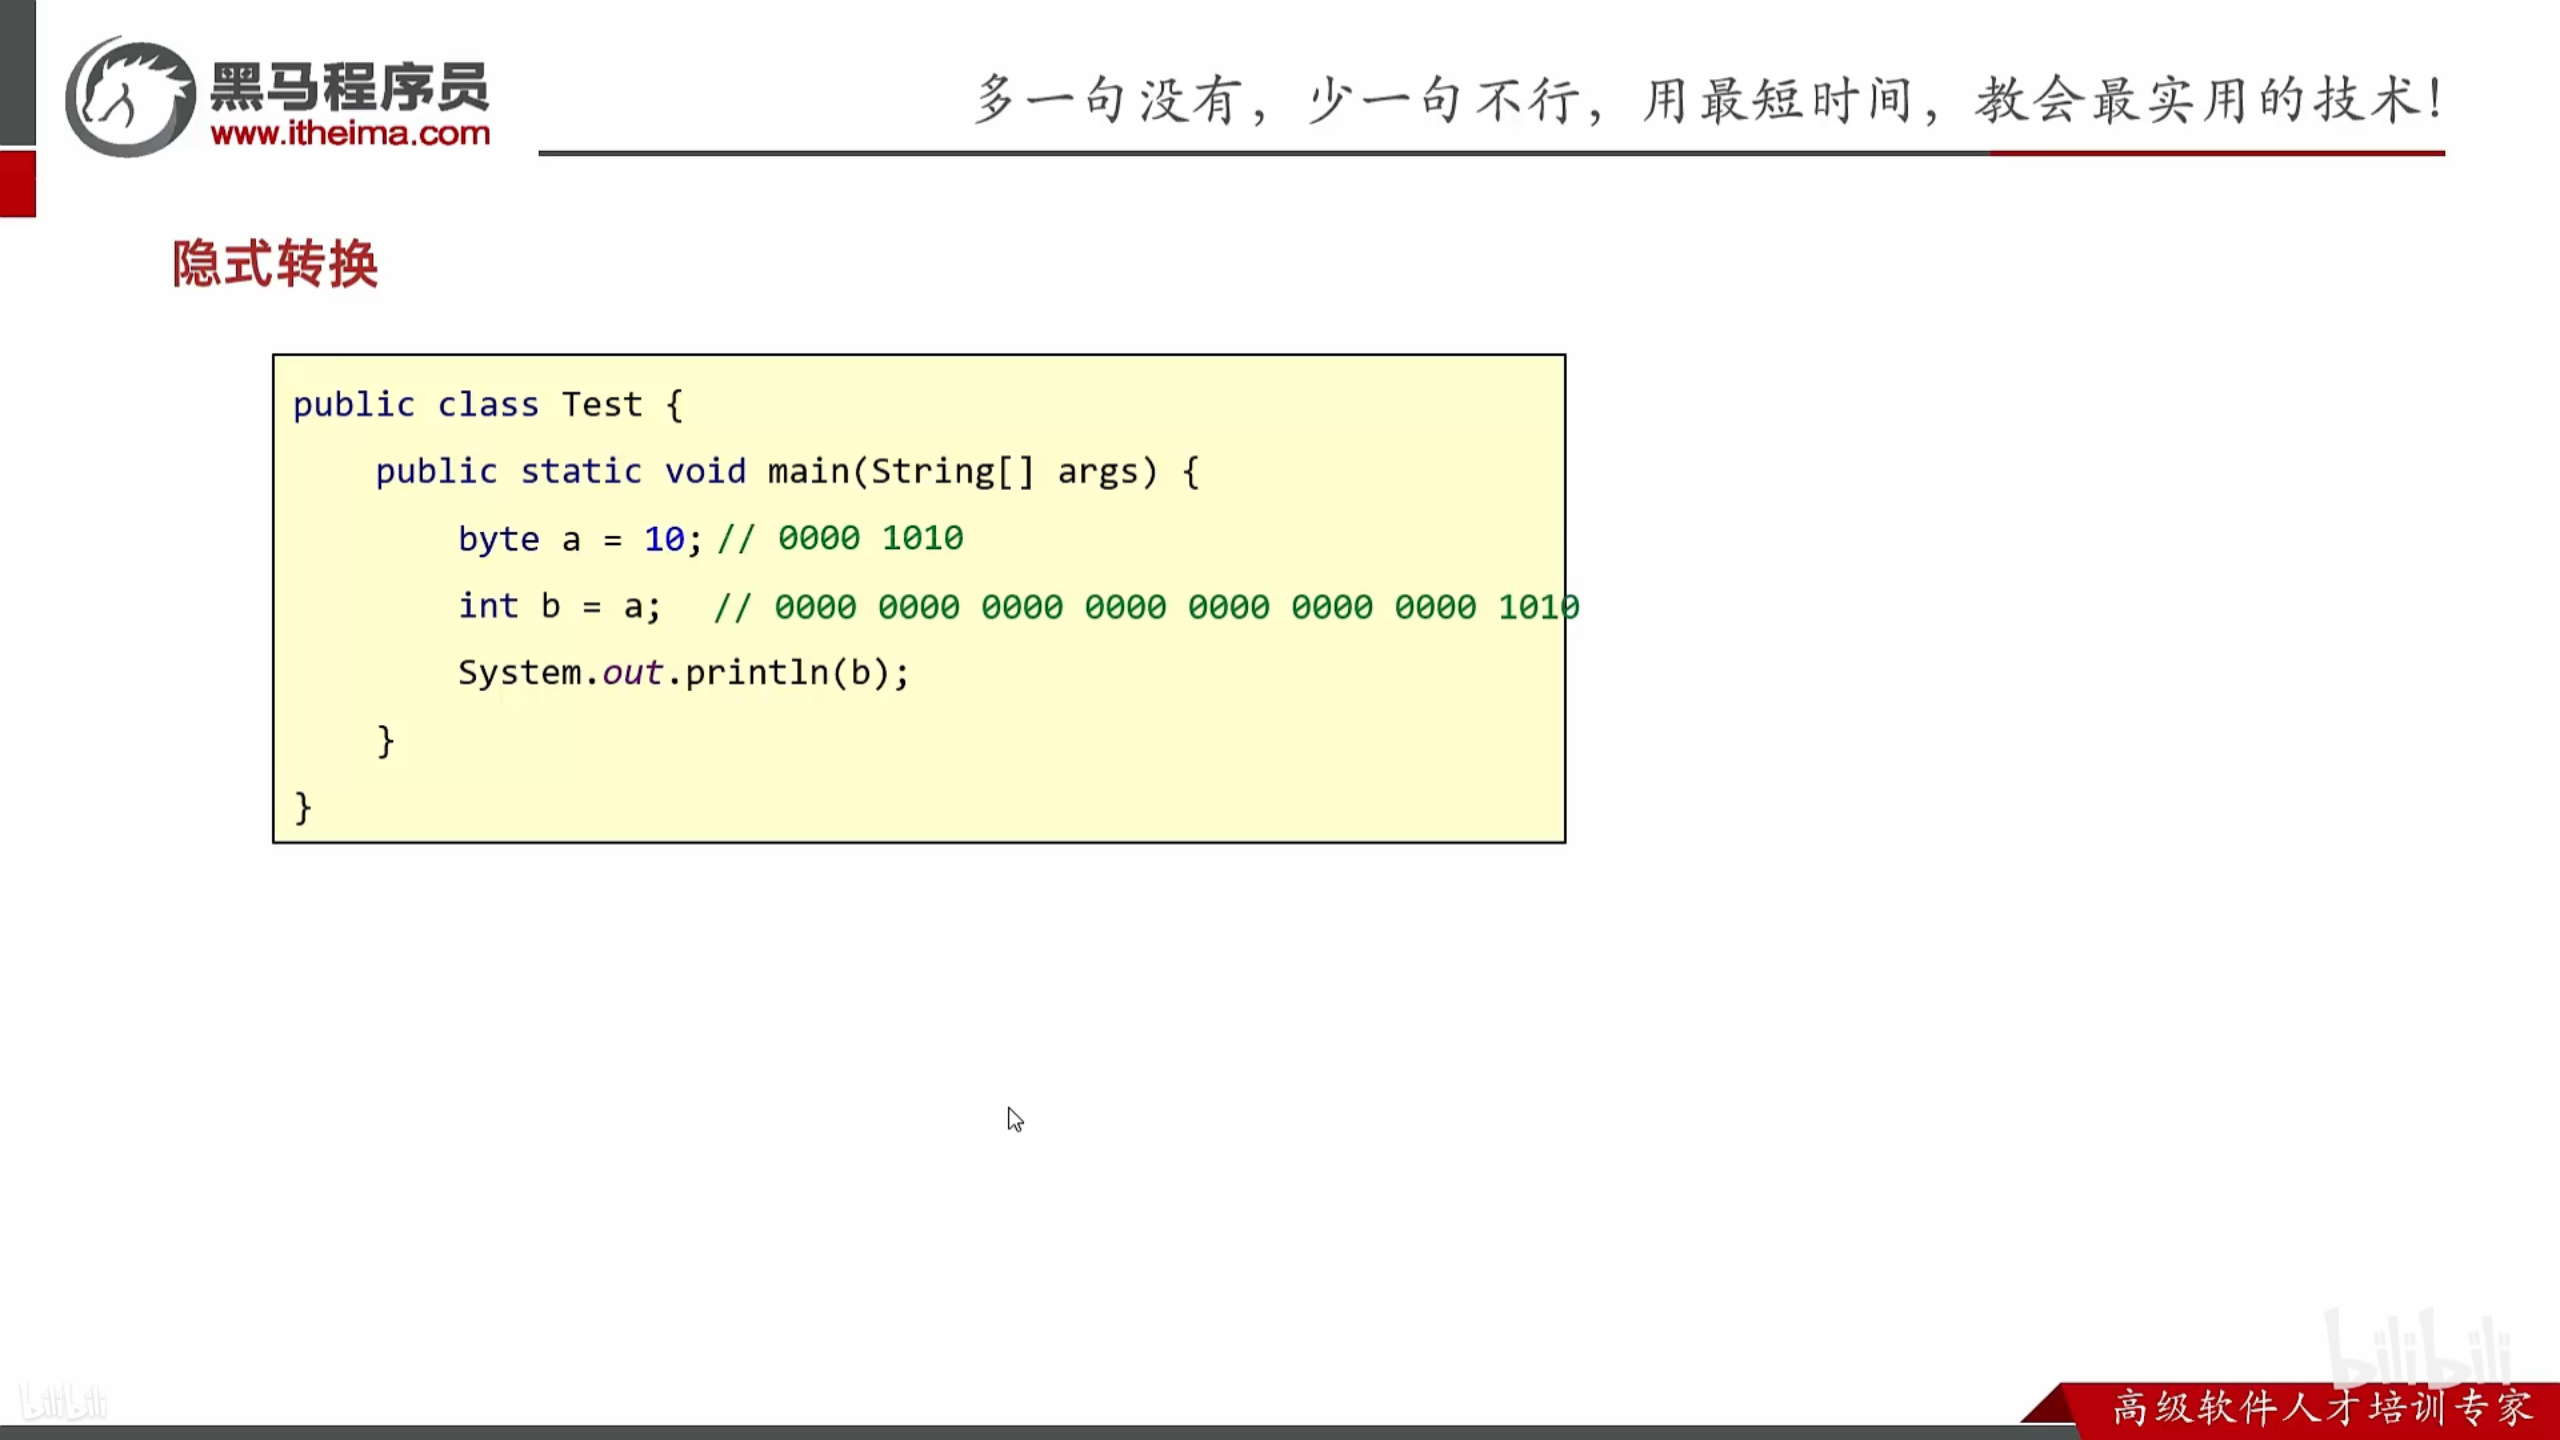 黑马程序员
www.itheima.com
多一句没有，少一句不行，用最短时间，教会最实用的技术！
隐式转换
public class Test {
    public static void main(String[] args) {
        byte a = 10; // 0000 1010
        int b = a;   // 0000 0000 0000 0000 0000 0000 0000 1010
        System.out.println(b);
    }
}
bilibili
bilibili
高级软件人才培训专家